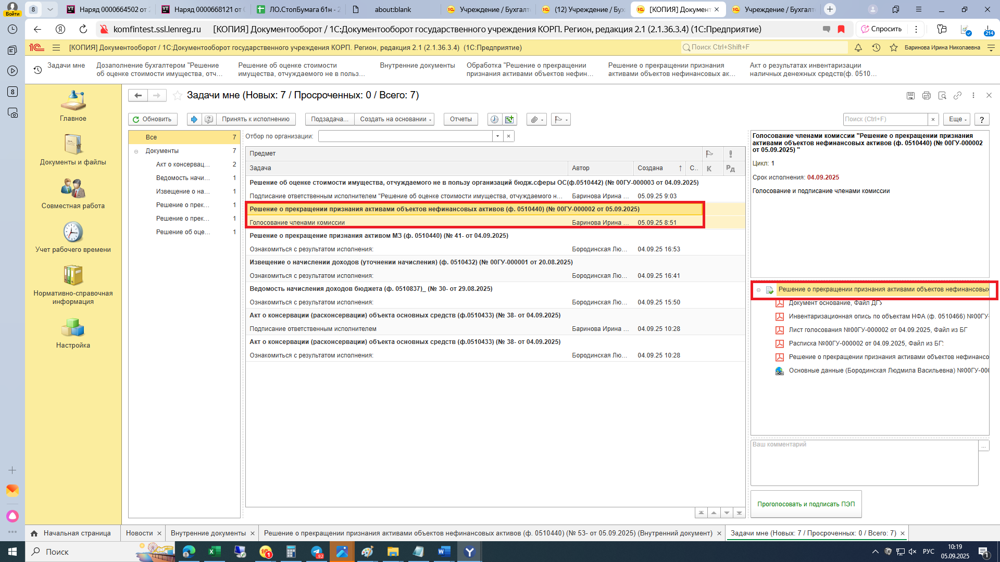 Войти
8
Наряд 0000664502 от 2
Наряд 0000668121 от 0
ЛО.СтопБумага 61н - 2
about:blank
Учреждение / Бухгалт
(12) Учреждение / Бух
[КОПИЯ] Документ
Учреждение / Бухгалт
komfintest.ssl.lenreg.ru
[КОПИЯ] Документооборот / 1С:Документооборот государственного учреждения КОРП. Регион, редакция 2.1 (2.1.36.3.4) (1С:Предприятие)
Спросить
214
[КОПИЯ] Документооборот / 1С:Документооборот государственного учреждения КОРП. Регион, редакция 2.1 (2.1.36.3.4) (1С:Предприятие)
Поиск Ctrl+Shift+F
Баринова Ирина Николаевна
Задачи мне
Дозаполнение бухгалтером "Решение
об оценке стоимости имущества, отч...
Решение об оценке стоимости
имущества, отчуждаемого не в польз...
Внутренние документы
Обработка "Решение о прекращении
признания активами объектов нефин...
Решение о прекращении признания
активами объектов нефинансовых ак...
Акт о результатах инвентаризации
наличных денежных средств(ф. 0510...
8
Главное
Документы и файлы
Совместная работа
Учет рабочего времени
Нормативно-справочная
информация
Настройка
Задачи мне (Новых: 7 / Просроченных: 0 / Всего: 7)
Обновить
Принять к исполнению
Подзадача...
Создать на основании
Отчеты
Поиск (Ctrl+F)
×
Еще
?
Все 7
Документы 7
Акт о консервац... 2
Ведомость начи... 1
Извещение о на... 1
Решение о прек... 1
Решение о прек... 1
Решение об оце... 1
Отбор по организации:
Предмет
Задача Автор Создана ↑ С.. К Рд
Решение об оценке стоимости имущества, отчуждаемого не в пользу организаций бюдж.сферы ОС(ф.0510442) (№ 00ГУ-000003 от 04.09.2025)
Подписание ответственным исполнителем "Решение об оценке стоимости имущества, отчуждаемого н... Баринова Ирина ... 05.09.25 9:03
Решение о прекращении признания активами объектов нефинансовых активов (ф. 0510440) (№ 00ГУ-000002 от 05.09.2025)
Голосование членами комиссии Баринова Ирина ... 05.09.25 8:51
Решение о прекращение признания активом МЗ (ф. 0510440) (№ 41- от 04.09.2025)
Ознакомиться с результатом исполнения: Бородинская Лю... 04.09.25 16:53
Извещение о начислении доходов (уточнении начисления) (ф. 0510432) (№ 00ГУ-000001 от 20.08.2025)
Ознакомиться с результатом исполнения: Бородинская Лю... 04.09.25 16:41
Ведомость начисления доходов бюджета (ф. 0510837)_ (№ 30- от 29.08.2025)
Ознакомиться с результатом исполнения: Бородинская Лю... 04.09.25 15:50
Акт о консервации (расконсервации) объекта основных средств (ф.0510433) (№ 38- от 04.09.2025)
Подписание ответственным исполнителем Баринова Ирина ... 04.09.25 10:28
Акт о консервации (расконсервации) объекта основных средств (ф.0510433) (№ 38- от 04.09.2025)
Ознакомиться с результатом исполнения: Бородинская Лю... 04.09.25 10:28
Голосование членами комиссии "Решение о прекращении признания
активами объектов нефинансовых активов (ф. 0510440) (№ 00ГУ-000002
от 05.09.2025) "
Цикл: 1
Срок исполнения: 04.09.2025
Голосование и подписание членами комиссии
Решение о прекращении признания активами объектов нефинансовых
Документ основание, Файл ДГУ
Инвентаризационная опись по объектам НФА (ф. 0510466) №00ГУ-
Лист голосования №00ГУ-000002 от 04.09.2025, Файл из БГ
Расписка №00ГУ-000002 от 04.09.2025, Файл из БГУ
Решение о прекращении признания активами объектов нефинансо
Основные данные (Бородинская Людмила Васильевна) №00ГУ-000
Ваш комментарий
...
Проголосовать и подписать ПЭП
Начальная страница
Новости ×
Внутренние документы ×
Решение о прекращении признания активами объектов нефинансовых активов (ф. 0510440) (№ 53- от 05.09.2025) (Внутренний документ) ×
Задачи мне (Новых: 7 / Просроченных: 0 / Всего: 7) ×
Поиск
1
92
РУС
10:19
05.09.2025
1